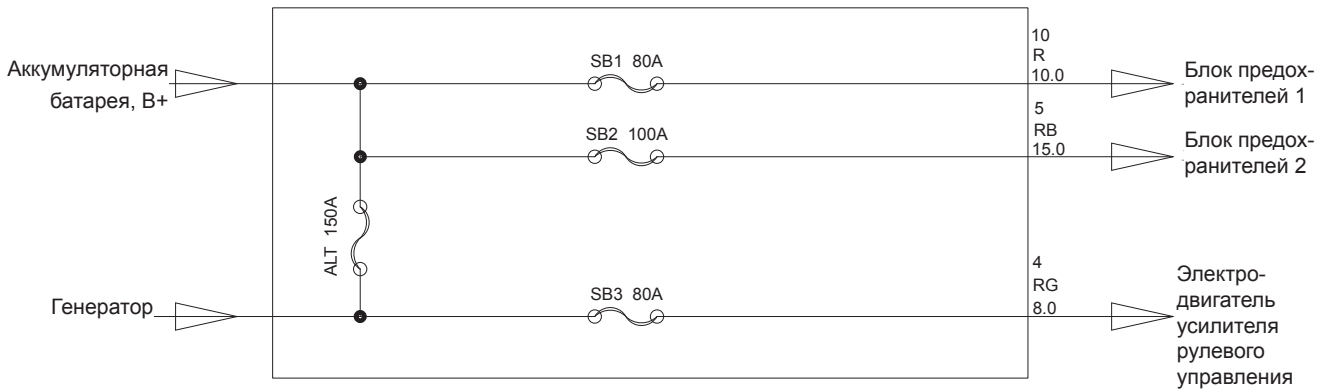 Аккумуляторная
батарея, B+
SB1 80A
10
R
10.0
Блок предох-
ранителей 1
SB2 100A
5
RB
15.0
Блок предох-
ранителей 2
ALT 150A
Генератор
SB3 80A
4
RG
8.0
Электро-
двигатель
усилителя
рулевого
управления